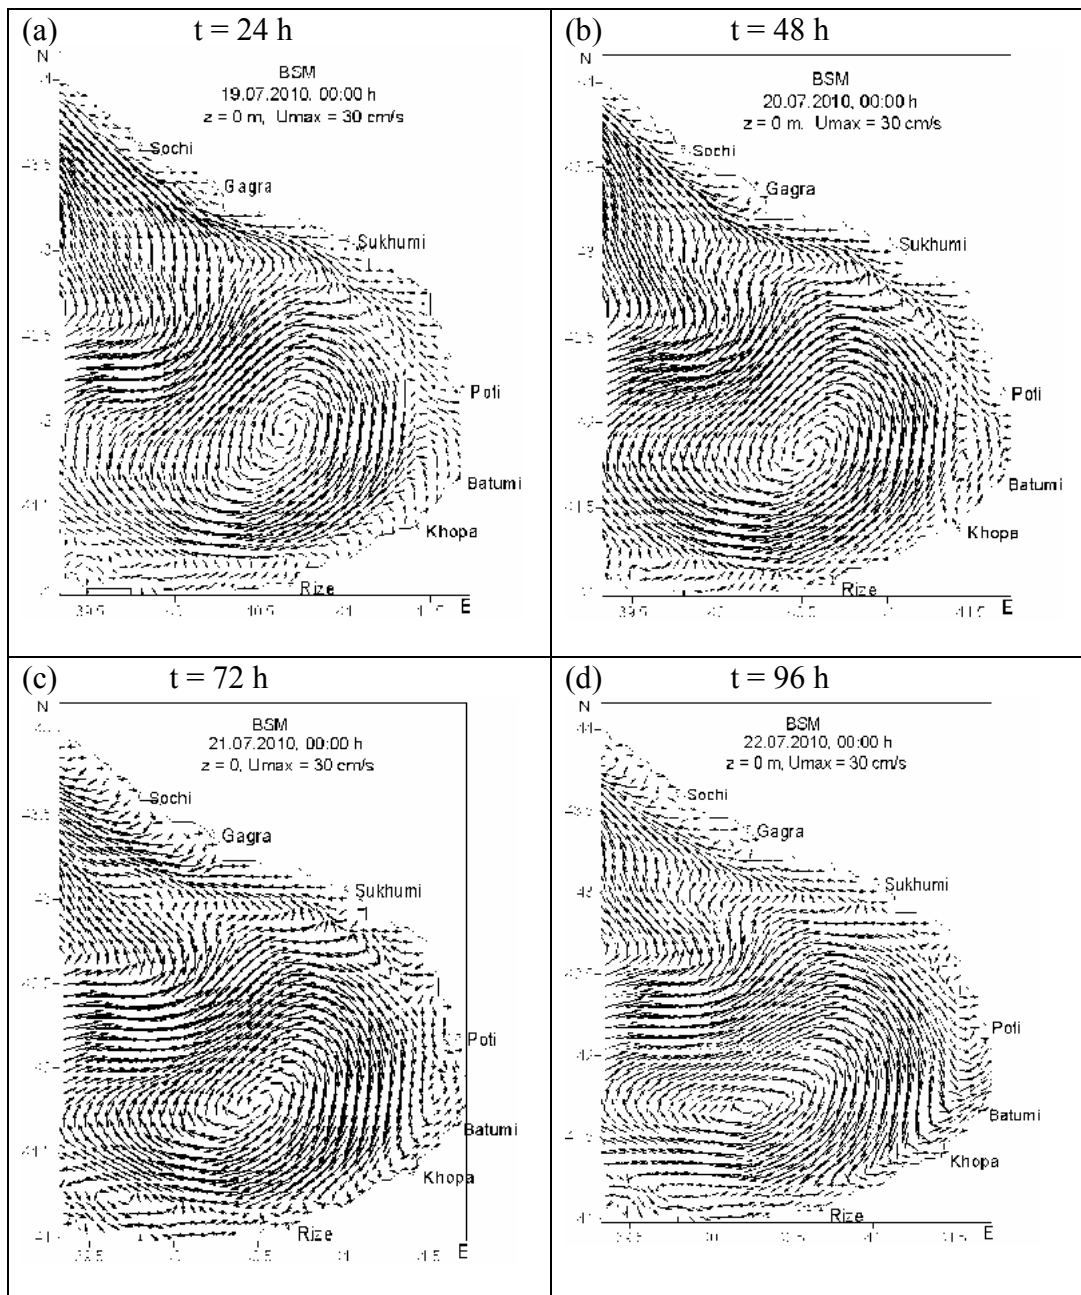 (a) t = 24 h
N
BSM
19.07.2010, 00:00 h
z = 0 m, Umax = 30 cm/s
Sochi
Gagra
Sukhumi
Poti
Batumi
Khopa
Rize
E
(b) t = 48 h
N
BSM
20.07.2010, 00:00 h
z = 0 m. Umax = 30 cm/s
Sochi
Gagra
Sukhumi
Poti
Batumi
Khopa
Rize
E
(c) t = 72 h
N
BSM
21.07.2010, 00:00 h
z = 0, Umax = 30 cm/s
Sochi
Gagra
Sukhumi
Poti
Batumi
Khopa
Rize
E
(d) t = 96 h
N
BSM
22.07.2010, 00:00 h
z = 0 m, Umax = 30 cm/s
Sochi
Gagra
Sukhumi
Poti
Batumi
Khopa
Rize
E